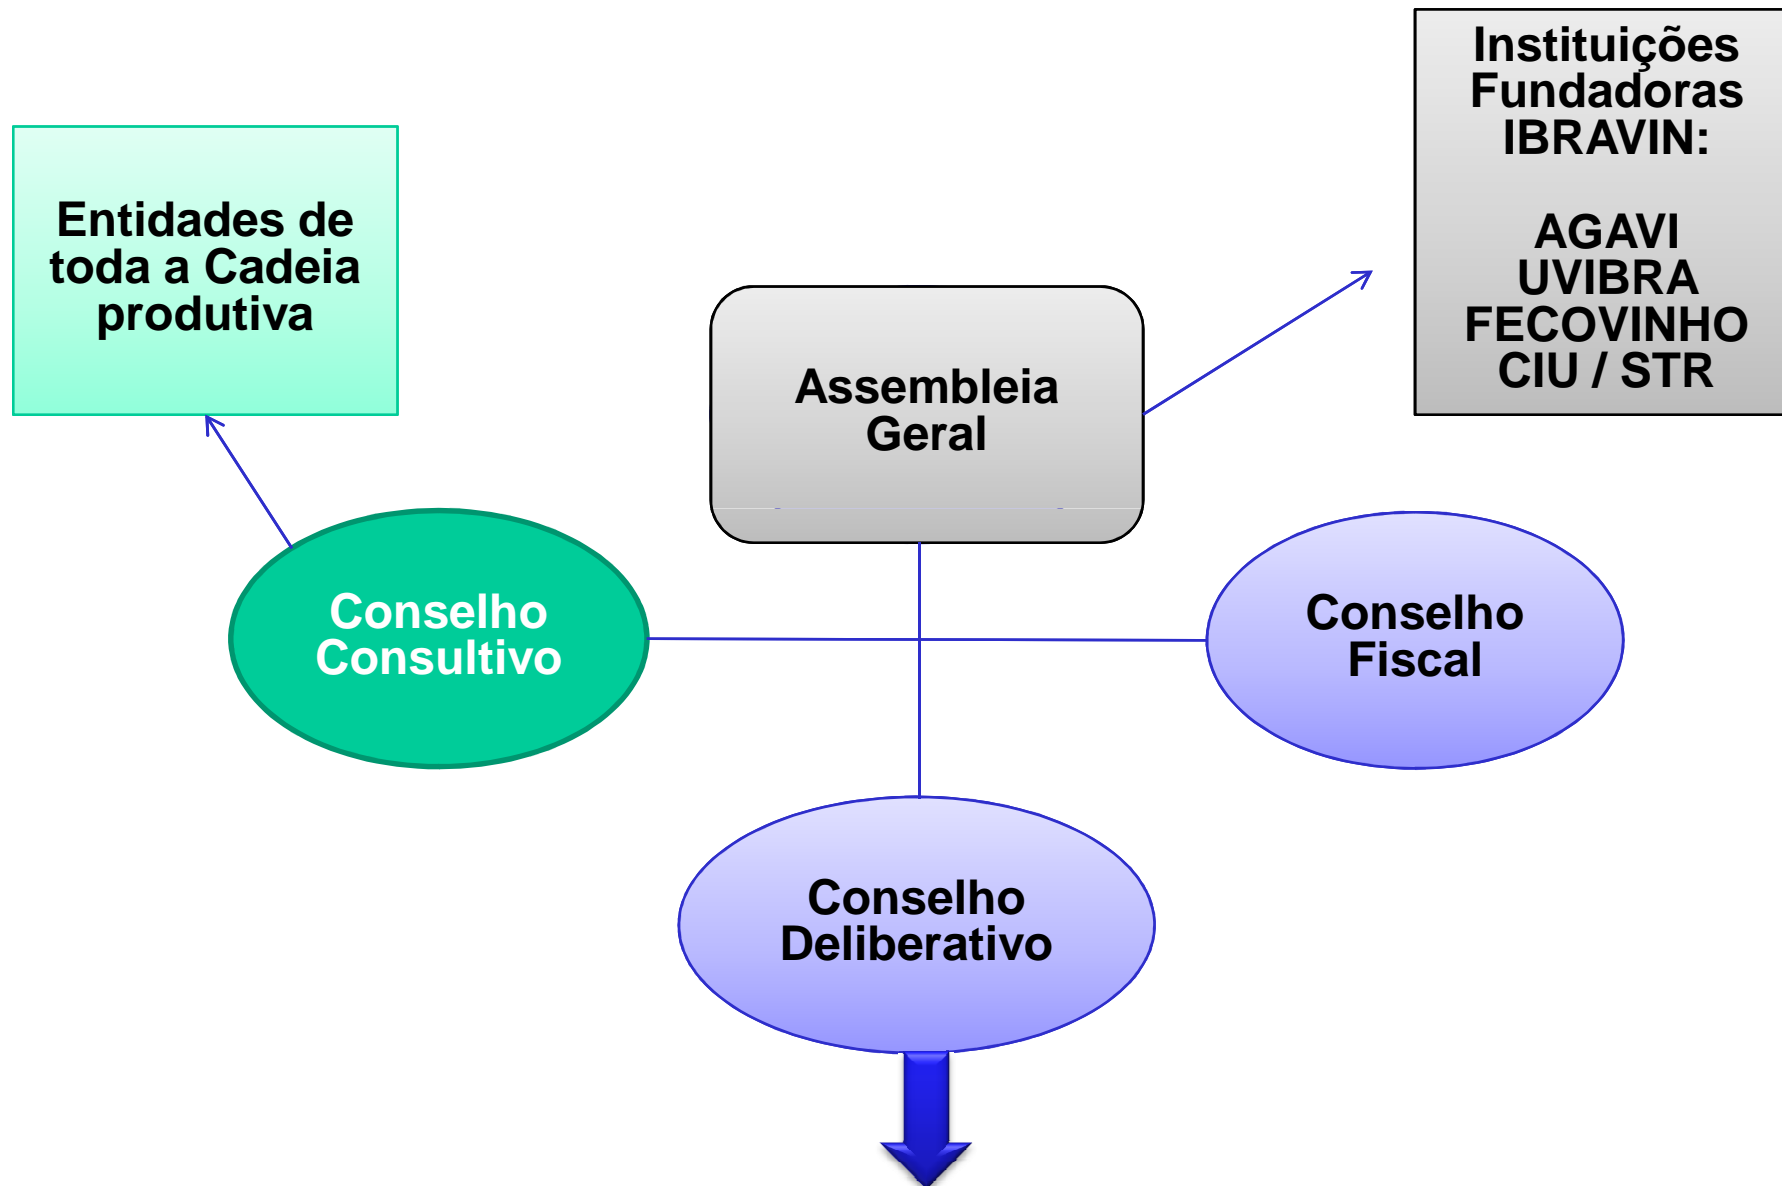 Instituições
Fundadoras
IBRAVIN:
AGAVI
UVIBRA
FECOVINHO
CIU / STR
Entidades de
toda a Cadeia
produtiva
Assembleia
Geral
Conselho
Consultivo
Conselho
Fiscal
Conselho
Deliberativo